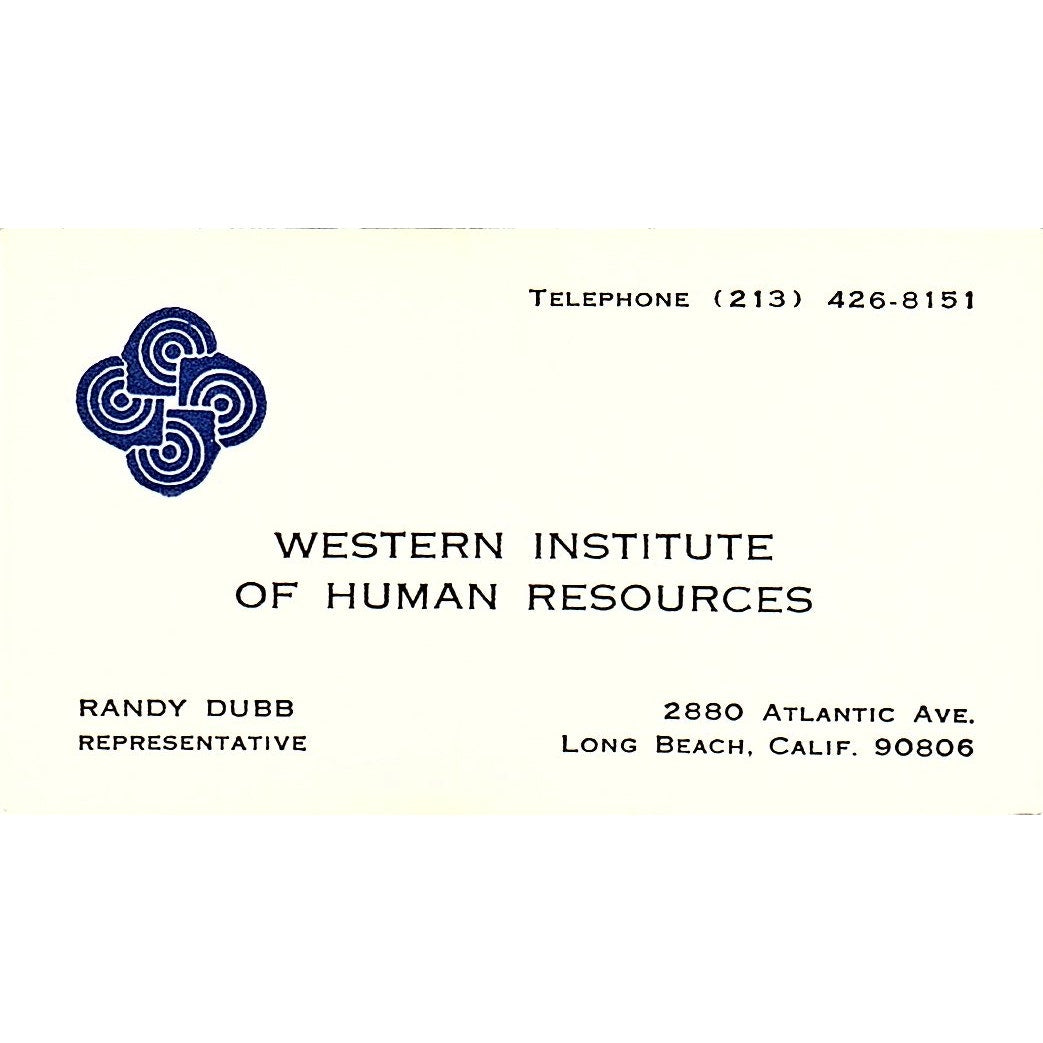 TELEPHONE (213) 426-8151
WESTERN INSTITUTE
OF HUMAN RESOURCES
RANDY DUBB
REPRESENTATIVE
2880 ATLANTIC AVE.
LONG BEACH, CALIF. 90806